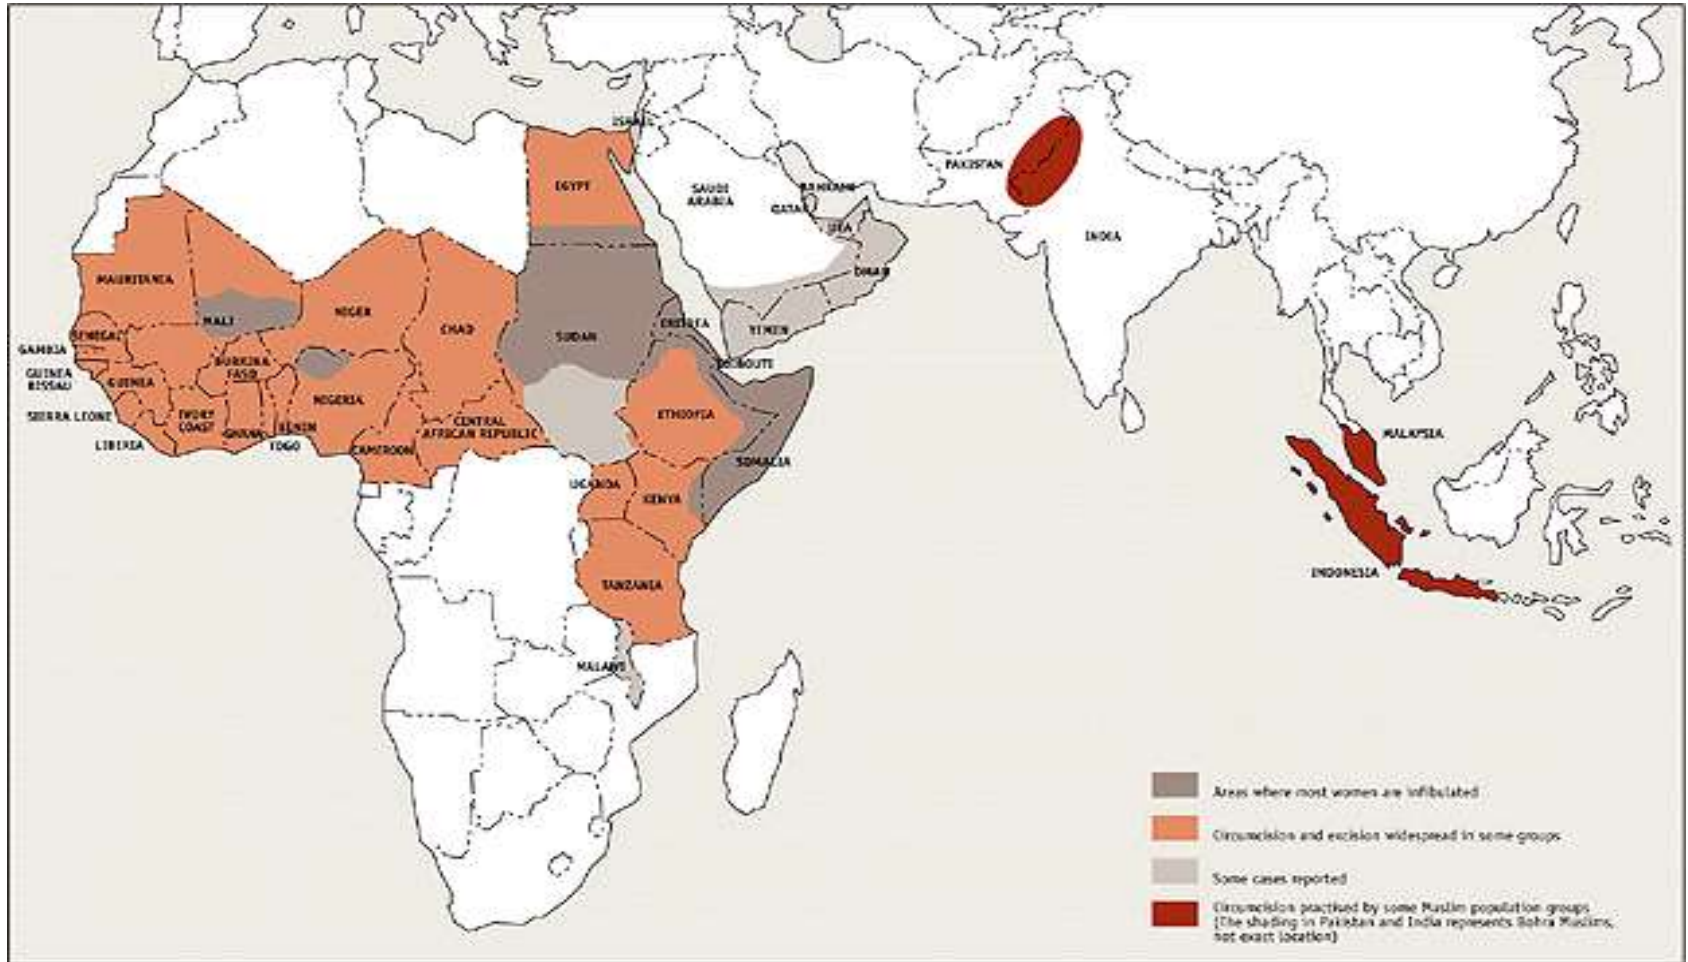 ISRAEL
EGYPT
SAUDI
ARABIA
BAHRAIN
QATAR
UEA
OMAN
YEMEN
PAKISTAN
INDIA
MAURITANIA
MALI
NIGER
CHAD
SUDAN
ERITREA
DJIBOUTI
SENEGAL
GAMBIA
GUINEA
BISSAU
GUINEA
BURKINA
FASO
SIERRA LEONE
LIBERIA
IVORY
COAST
GHANA
TOGO
BENIN
NIGERIA
CAMEROON
CENTRAL
AFRICAN REPUBLIC
ETHIOPIA
SOMALIA
UGANDA
KENYA
TANZANIA
MALAWI
MALAYSIA
INDONESIA
Areas where most women are infibulated
Circumcision and excision widespread in some groups
Some cases reported
Circumcision practised by some Muslim population groups
(The shading in Pakistan and India represents Bohra Muslims,
not exact location)